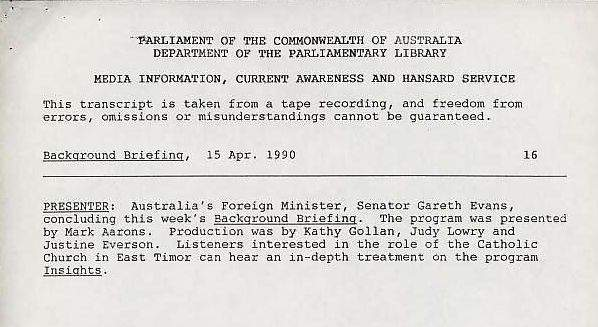 PARLIAMENT OF THE COMMONWEALTH OF AUSTRALIA
DEPARTMENT OF THE PARLIAMENTARY LIBRARY
MEDIA INFORMATION, CURRENT AWARENESS AND HANSARD SERVICE
This transcript is taken from a tape recording, and freedom from
errors, omissions or misunderstandings cannot be guaranteed.
Background Briefing, 15 Apr. 1990 16
PRESENTER: Australia's Foreign Minister, Senator Gareth Evans,
concluding this week's Background Briefing. The program was presented
by Mark Aarons. Production was by Kathy Gollan, Judy Lowry and
Justine Everson. Listeners interested in the role of the Catholic
Church in East Timor can hear an in-depth treatment on the program
Insights.